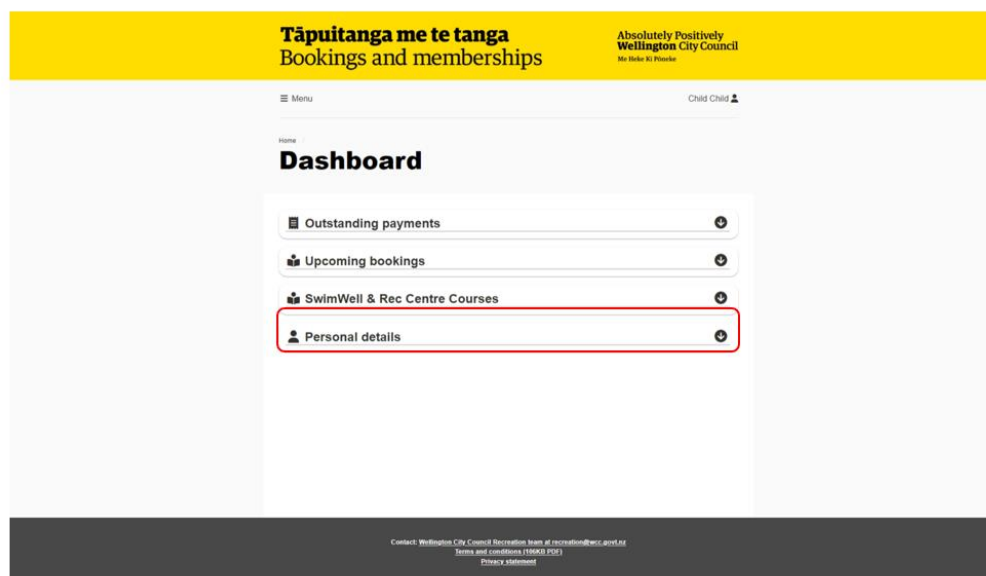 Tāpuitanga me te tanga
Bookings and memberships
Absolutely Positively
Wellington City Council
Me Heke Ki Pōneke
Menu
Child Child
Home
Dashboard
Outstanding payments
Upcoming bookings
SwimWell & Rec Centre Courses
Personal details
Contact: Wellington City Council Recreation team at recreation@wcc.govt.nz
Terms and conditions (106KB PDF)
Privacy statement